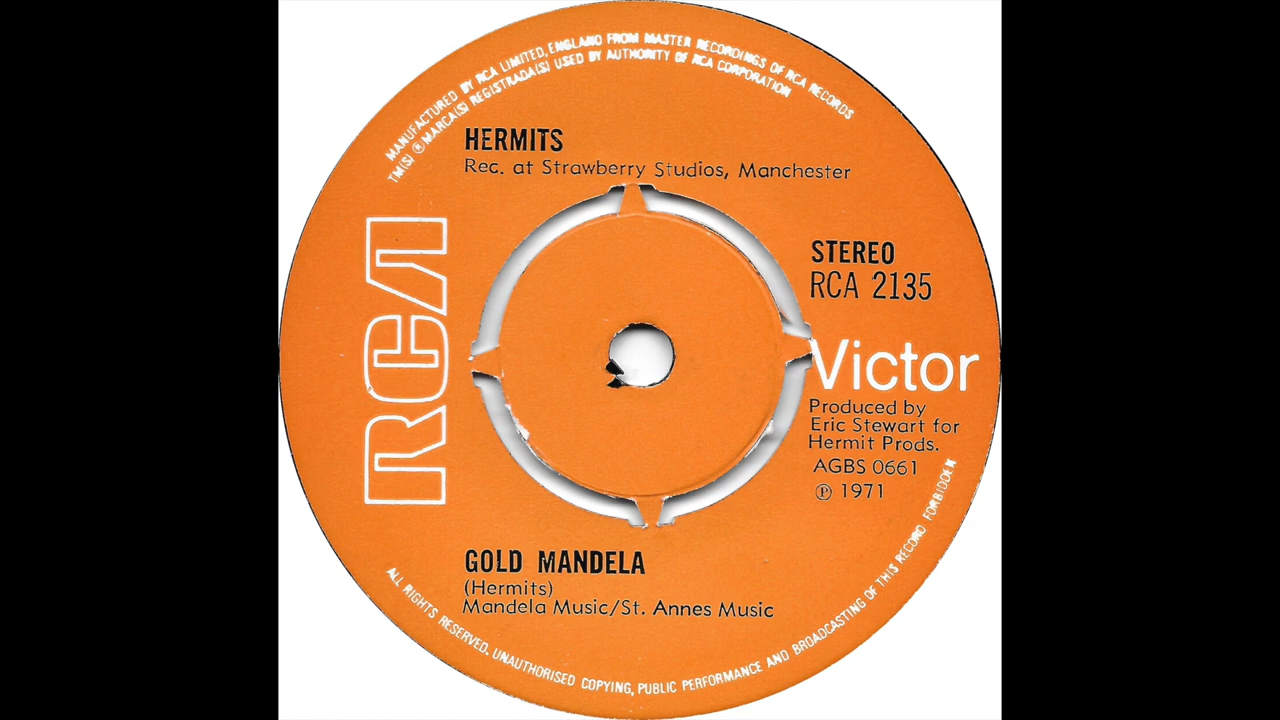 MANUFACTURED BY RCA LIMITED, ENGLAND FROM MASTER RECORDINGS OF RCA RECORDS
TM(S) ® MARCA(S) REGISTRADA(S) USED BY AUTHORITY OF RCA CORPORATION
HERMITS
Rec. at Strawberry Studios, Manchester
RCA
STEREO
RCA 2135
Victor
Produced by
Eric Stewart for
Hermit Prods.
AGBS 0661
℗ 1971
GOLD MANDELA
(Hermits)
Mandela Music/St. Annes Music
ALL RIGHTS RESERVED. UNAUTHORISED COPYING, PUBLIC PERFORMANCE AND BROADCASTING OF THIS RECORD FORBIDDEN